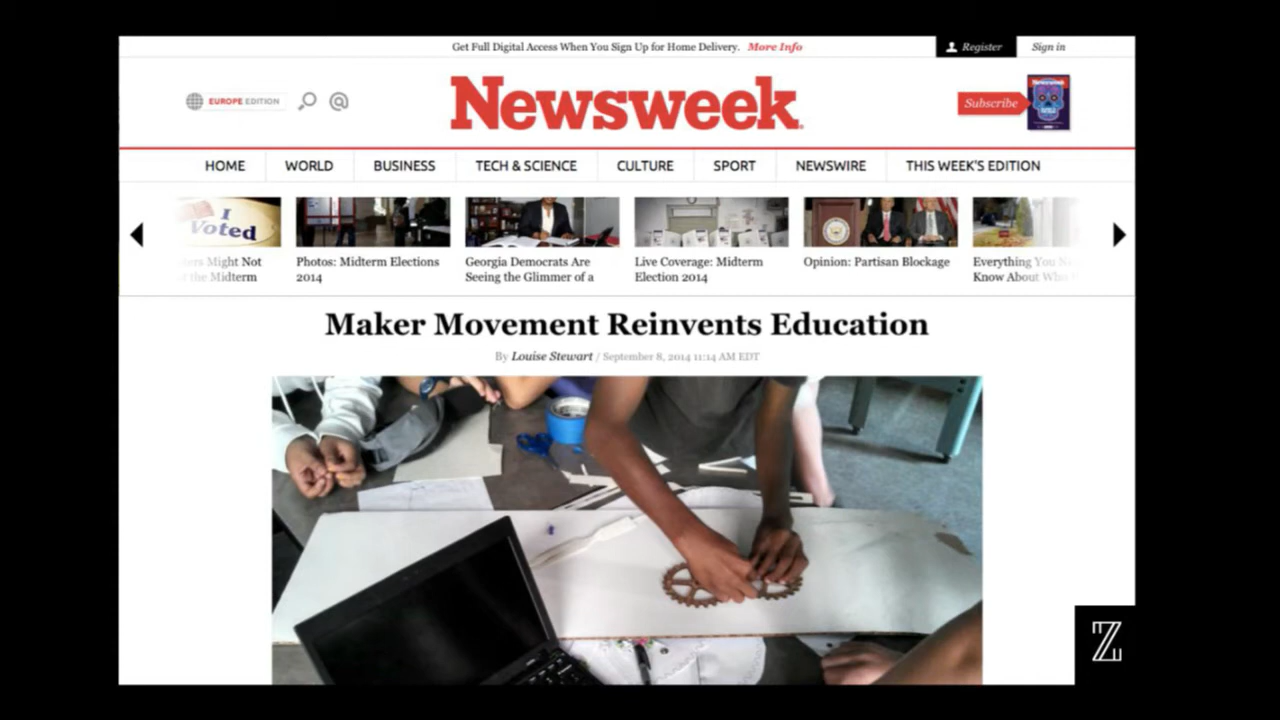 Get Full Digital Access When You Sign Up for Home Delivery. More Info
Register
Sign in
EUROPE EDITION
Newsweek
Subscribe
HOME
WORLD
BUSINESS
TECH & SCIENCE
CULTURE
SPORT
NEWSWIRE
THIS WEEK'S EDITION
I
Voted
Might Not
the Midterm
Photos: Midterm Elections
2014
Georgia Democrats Are
Seeing the Glimmer of a
Live Coverage: Midterm
Election 2014
Opinion: Partisan Blockage
Everything You
Know About
Maker Movement Reinvents Education
By Louise Stewart / September 8, 2014 11:14 AM EDT
Z